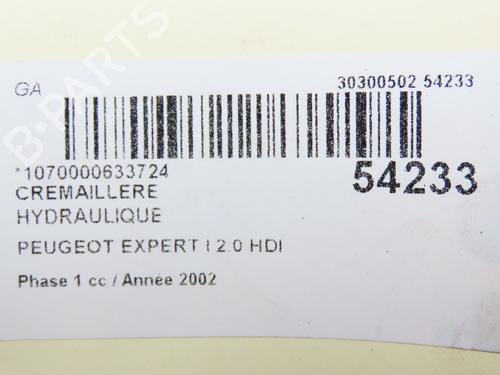 GA
30300502 54233
*1070000633724
54233
CREMAILLERE
HYDRAULIQUE
PEUGEOT EXPERT I 2.0 HDI
Phase 1 cc / Année 2002
B-PARTS